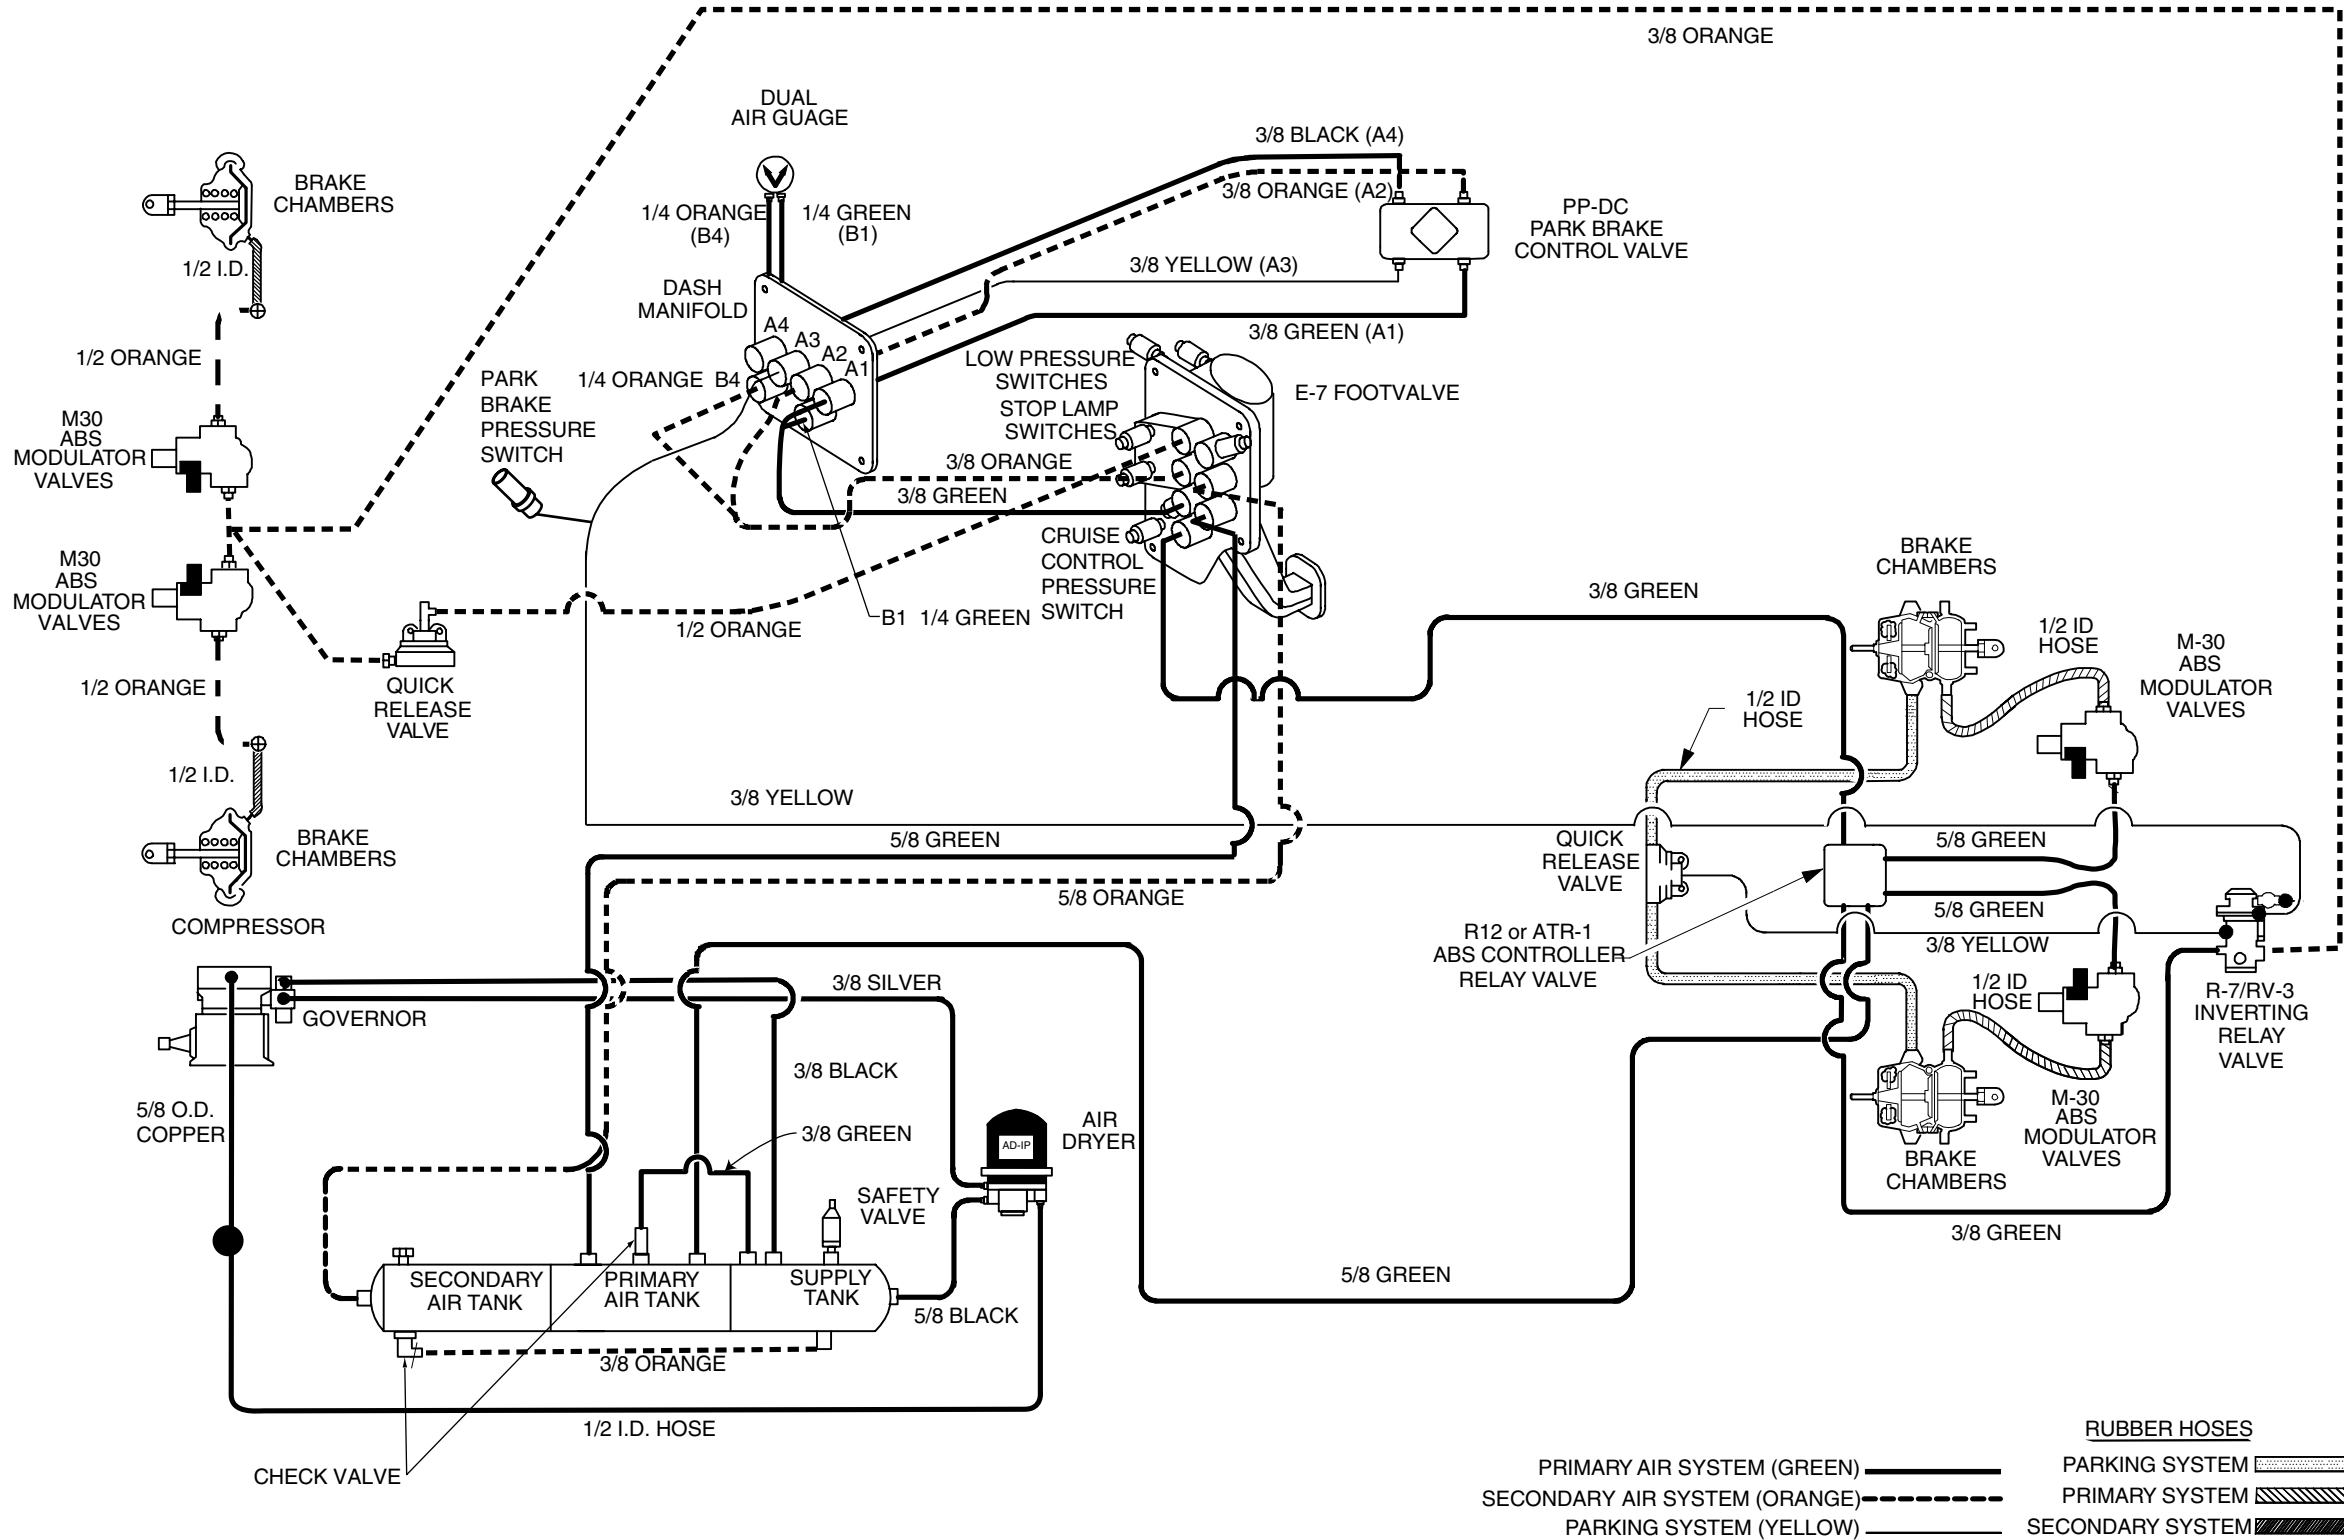 3/8 ORANGE
DUAL
AIR GUAGE
3/8 BLACK (A4)
3/8 ORANGE (A2)
BRAKE
CHAMBERS
1/4 ORANGE
(B4)
1/4 GREEN
(B1)
PP-DC
PARK BRAKE
CONTROL VALVE
1/2 I.D.
3/8 YELLOW (A3)
DASH
MANIFOLD
3/8 GREEN (A1)
A4
A3
A2
A1
1/2 ORANGE
PARK
BRAKE
PRESSURE
SWITCH
1/4 ORANGE B4
LOW PRESSURE
SWITCHES
STOP LAMP
SWITCHES
E-7 FOOTVALVE
M30
ABS
MODULATOR
VALVES
3/8 ORANGE
3/8 GREEN
CRUISE
CONTROL
PRESSURE
SWITCH
M30
ABS
MODULATOR
VALVES
BRAKE
CHAMBERS
3/8 GREEN
B1 1/4 GREEN
1/2 ORANGE
1/2 ID
HOSE
M-30
ABS
MODULATOR
VALVES
1/2 ORANGE
QUICK
RELEASE
VALVE
1/2 ID
HOSE
1/2 I.D.
3/8 YELLOW
BRAKE
CHAMBERS
5/8 GREEN
QUICK
RELEASE
VALVE
5/8 GREEN
5/8 ORANGE
5/8 GREEN
COMPRESSOR
R12 or ATR-1
ABS CONTROLLER
RELAY VALVE
3/8 YELLOW
3/8 SILVER
1/2 ID
HOSE
GOVERNOR
R-7/RV-3
INVERTING
RELAY
VALVE
3/8 BLACK
5/8 O.D.
COPPER
3/8 GREEN
AIR
DRYER
AD-IP
M-30
ABS
MODULATOR
VALVES
BRAKE
CHAMBERS
SAFETY
VALVE
3/8 GREEN
SECONDARY
AIR TANK
PRIMARY
AIR TANK
SUPPLY
TANK
5/8 GREEN
5/8 BLACK
3/8 ORANGE
1/2 I.D. HOSE
CHECK VALVE
RUBBER HOSES
PRIMARY AIR SYSTEM (GREEN)
PARKING SYSTEM
SECONDARY AIR SYSTEM (ORANGE)
PRIMARY SYSTEM
PARKING SYSTEM (YELLOW)
SECONDARY SYSTEM